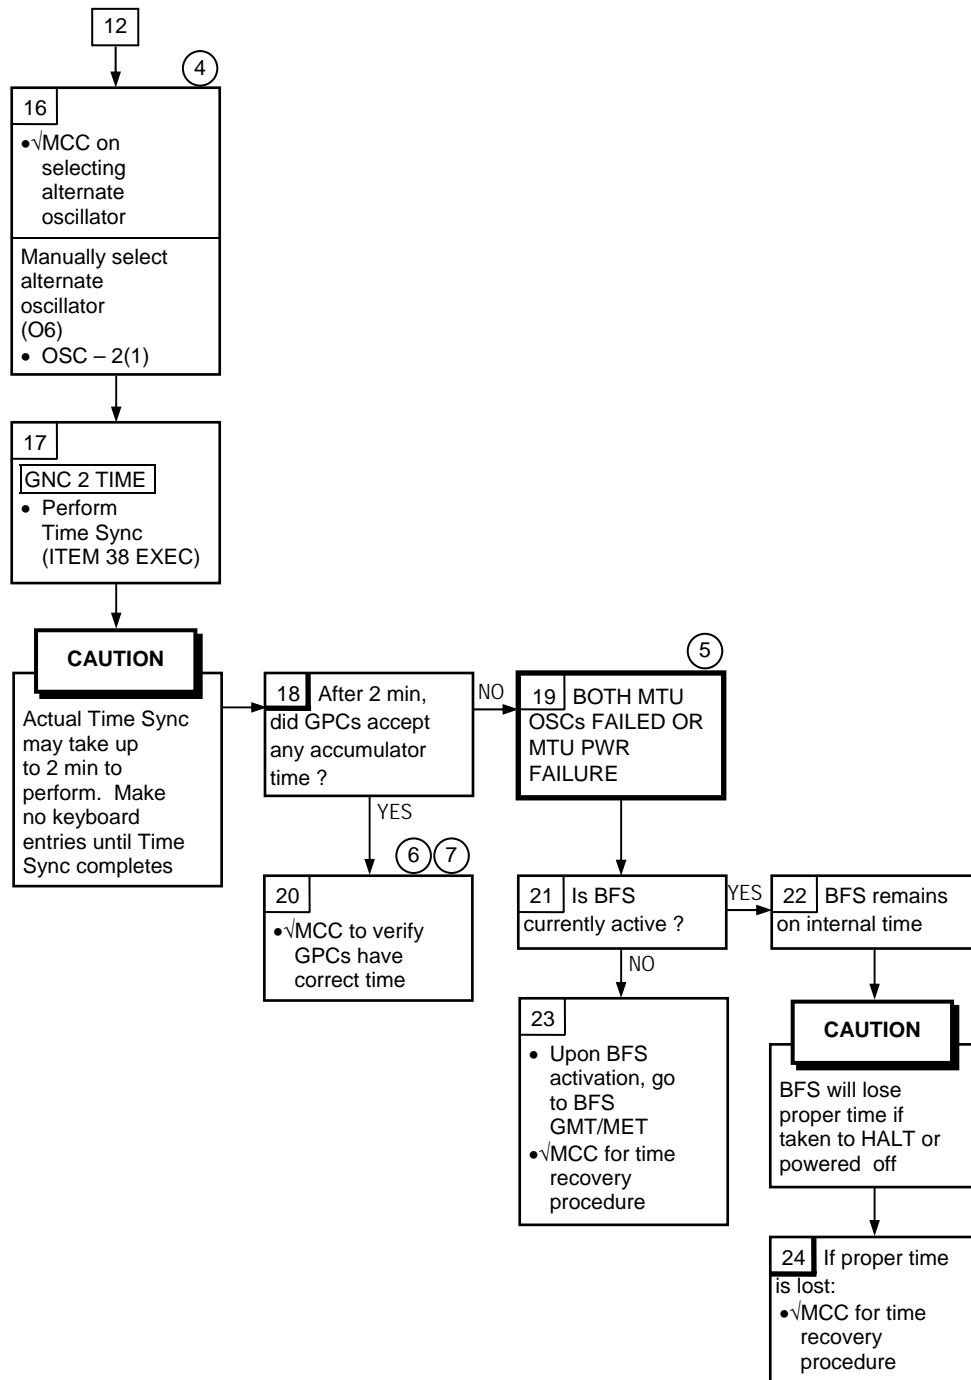 12
4
16
•√MCC on
selecting
alternate
oscillator
Manually select
alternate
oscillator
(O6)
• OSC – 2(1)
17
GNC 2 TIME
• Perform
Time Sync
(ITEM 38 EXEC)
CAUTION
Actual Time Sync
may take up
to 2 min to
perform. Make
no keyboard
entries until Time
Sync completes
18 After 2 min,
did GPCs accept
any accumulator
time ?
NO
YES
5
19 BOTH MTU
OSCs FAILED OR
MTU PWR
FAILURE
6 7
20
•√MCC to verify
GPCs have
correct time
21 Is BFS
currently active ?
YES
NO
22 BFS remains
on internal time
23
• Upon BFS
activation, go
to BFS
GMT/MET
•√MCC for time
recovery
procedure
CAUTION
BFS will lose
proper time if
taken to HALT or
powered off
24 If proper time
is lost:
•√MCC for time
recovery
procedure